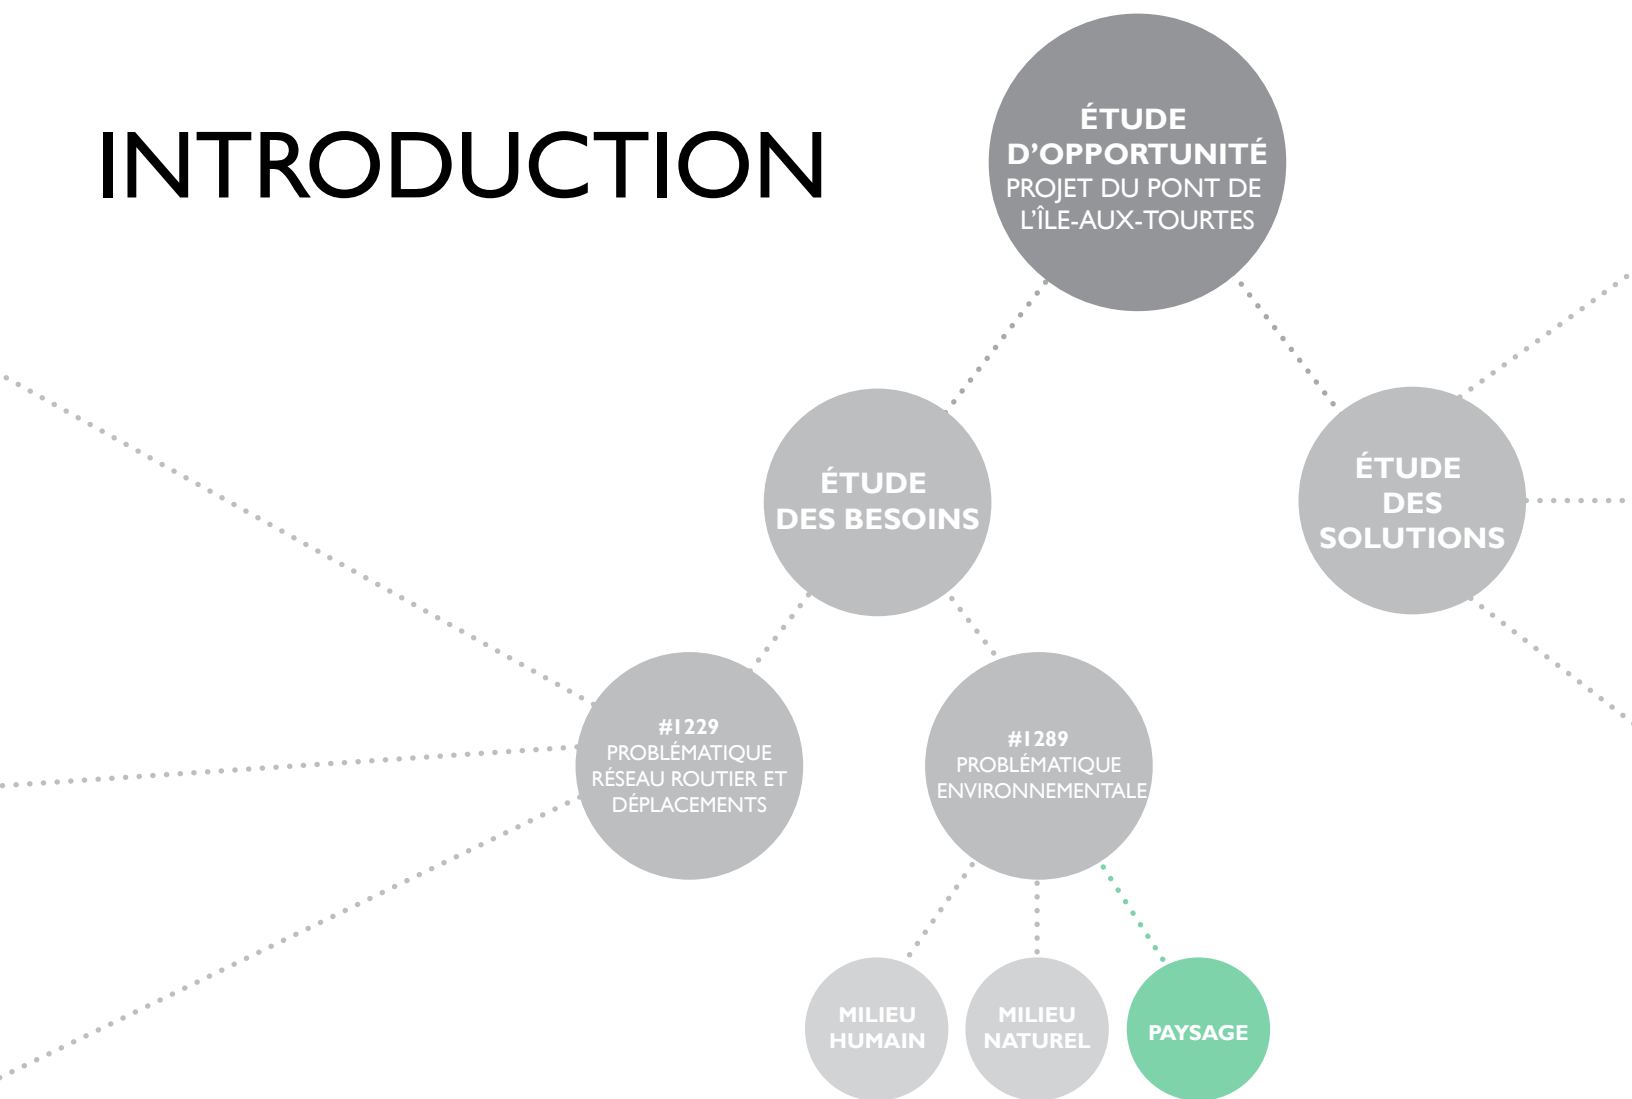 INTRODUCTION
ÉTUDE
D'OPPORTUNITÉ
PROJET DU PONT DE
L'ÎLE-AUX-TOURTES
ÉTUDE
DES BESOINS
ÉTUDE
DES
SOLUTIONS
#1229
PROBLÉMATIQUE
RÉSEAU ROUTIER ET
DÉPLACEMENTS
#1289
PROBLÉMATIQUE
ENVIRONNEMENTALE
MILIEU
HUMAIN
MILIEU
NATUREL
PAYSAGE